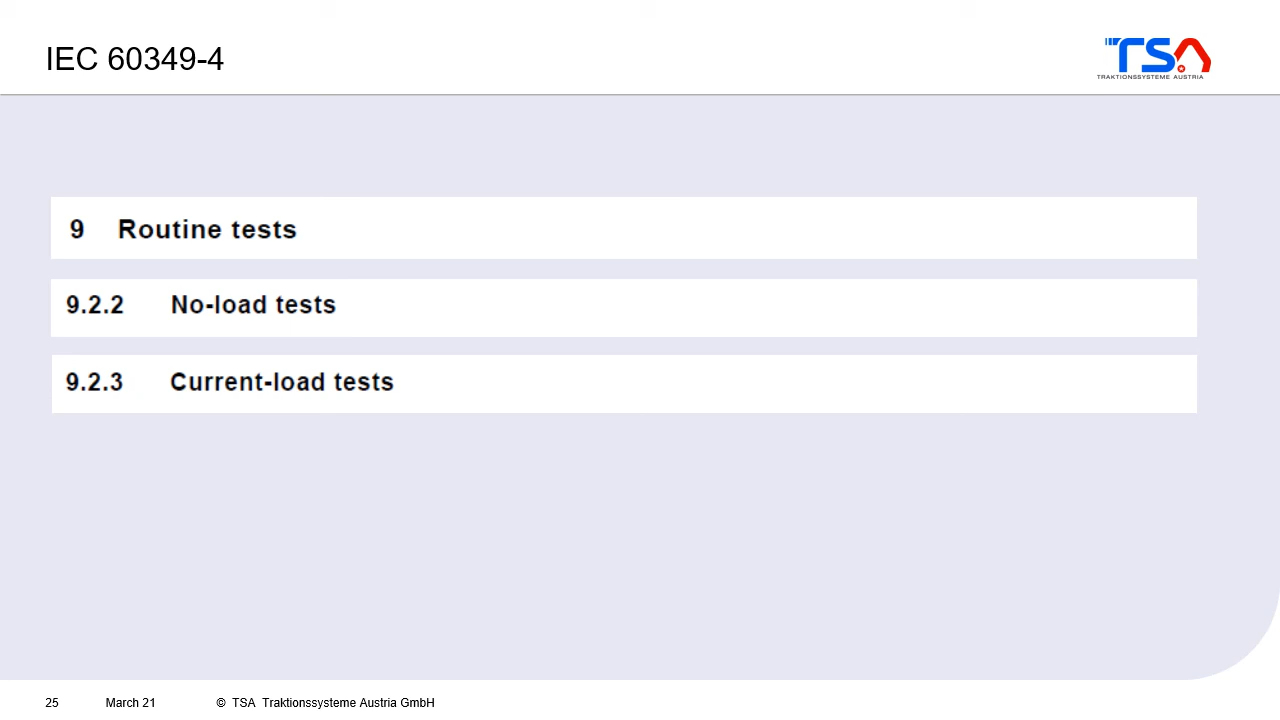 IEC 60349-4
TSA
TRAKTIONSSYSTEME AUSTRIA
9 Routine tests
9.2.2 No-load tests
9.2.3 Current-load tests
25 March 21 © TSA Traktionssysteme Austria GmbH